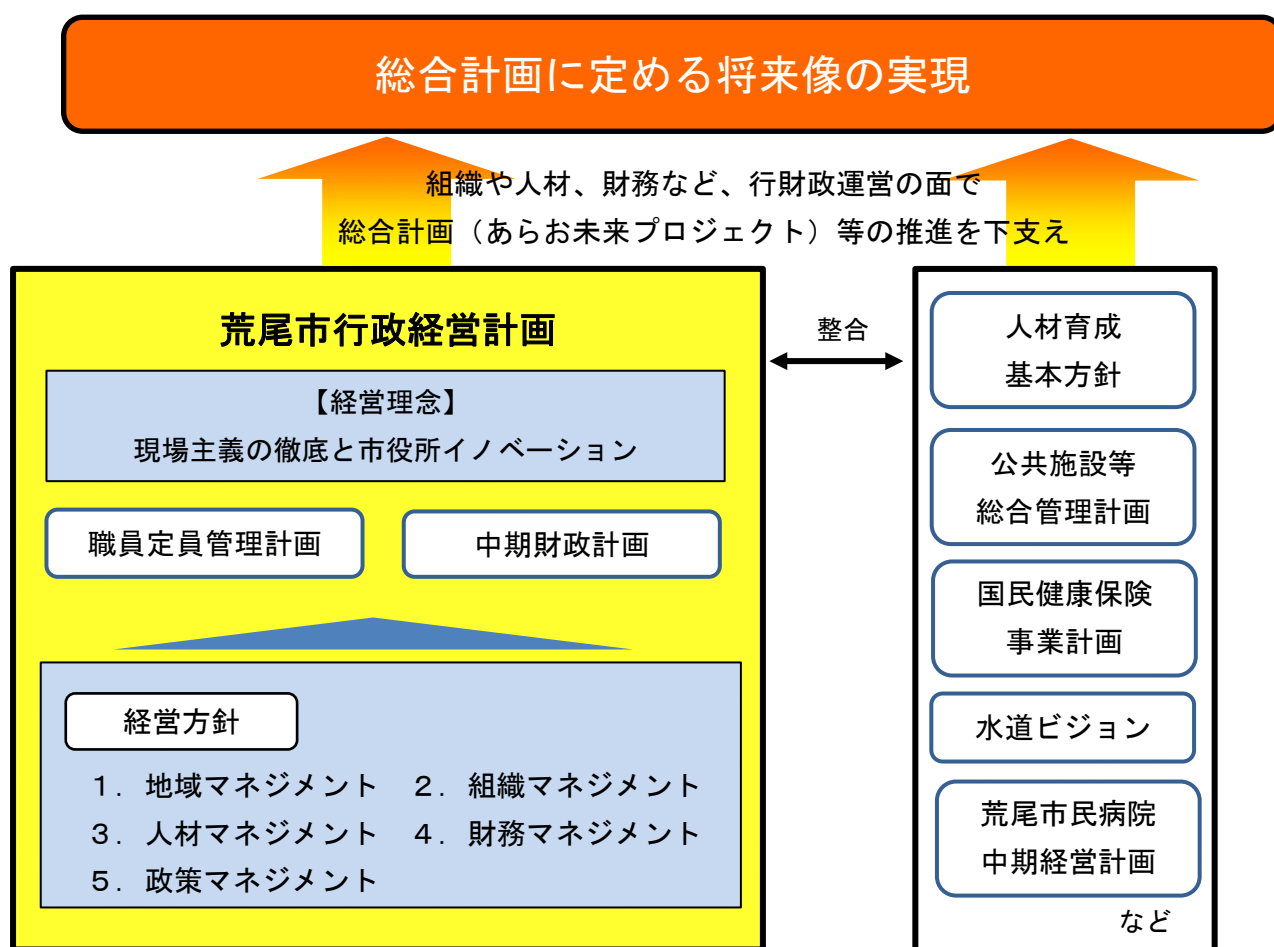 総合計画に定める将来像の実現
組織や人材、財務など、行財政運営の面で
総合計画（あらお未来プロジェクト）等の推進を下支え
荒尾市行政経営計画
【経営理念】
現場主義の徹底と市役所イノベーション
職員定員管理計画
中期財政計画
経営方針
１．地域マネジメント　２．組織マネジメント
３．人材マネジメント　４．財務マネジメント
５．政策マネジメント
整合
人材育成
基本方針
公共施設等
総合管理計画
国民健康保険
事業計画
水道ビジョン
荒尾市民病院
中期経営計画
など